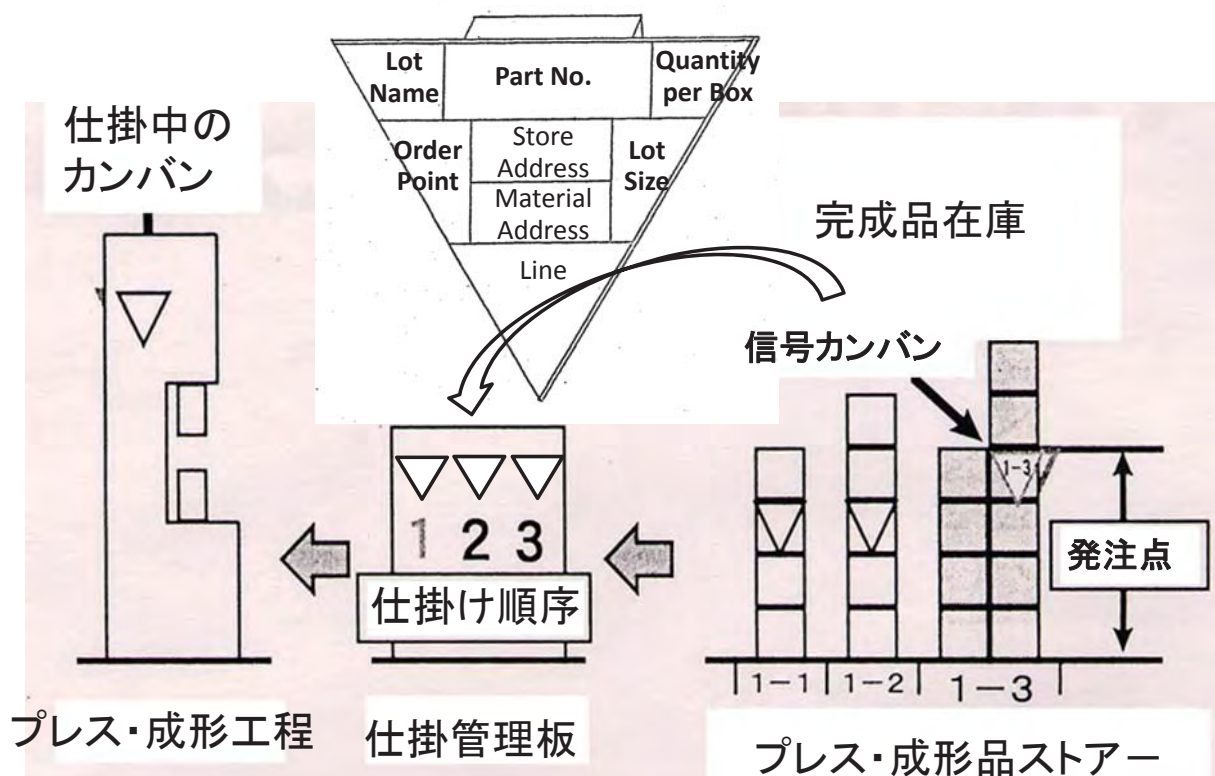 Lot
Name
Part No.
Quantity
per Box
Order
Point
Store
Address
Lot
Size
Material
Address
Line
仕掛中の
カンバン
完成品在庫
信号カンバン
1-3
発注点
1 2 3
仕掛け順序
1-1
1-2
1-3
プレス・成形工程
仕掛管理板
プレス・成形品ストアー